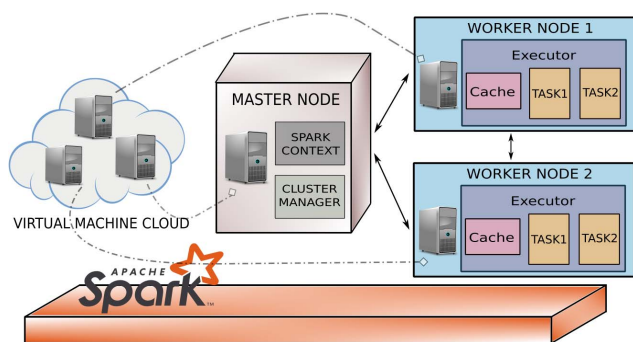 WORKER NODE 1
Executor
Cache
TASK1
TASK2
MASTER NODE
SPARK
CONTEXT
CLUSTER
MANAGER
VIRTUAL MACHINE CLOUD
WORKER NODE 2
Executor
Cache
TASK1
TASK2
APACHE
Spark™